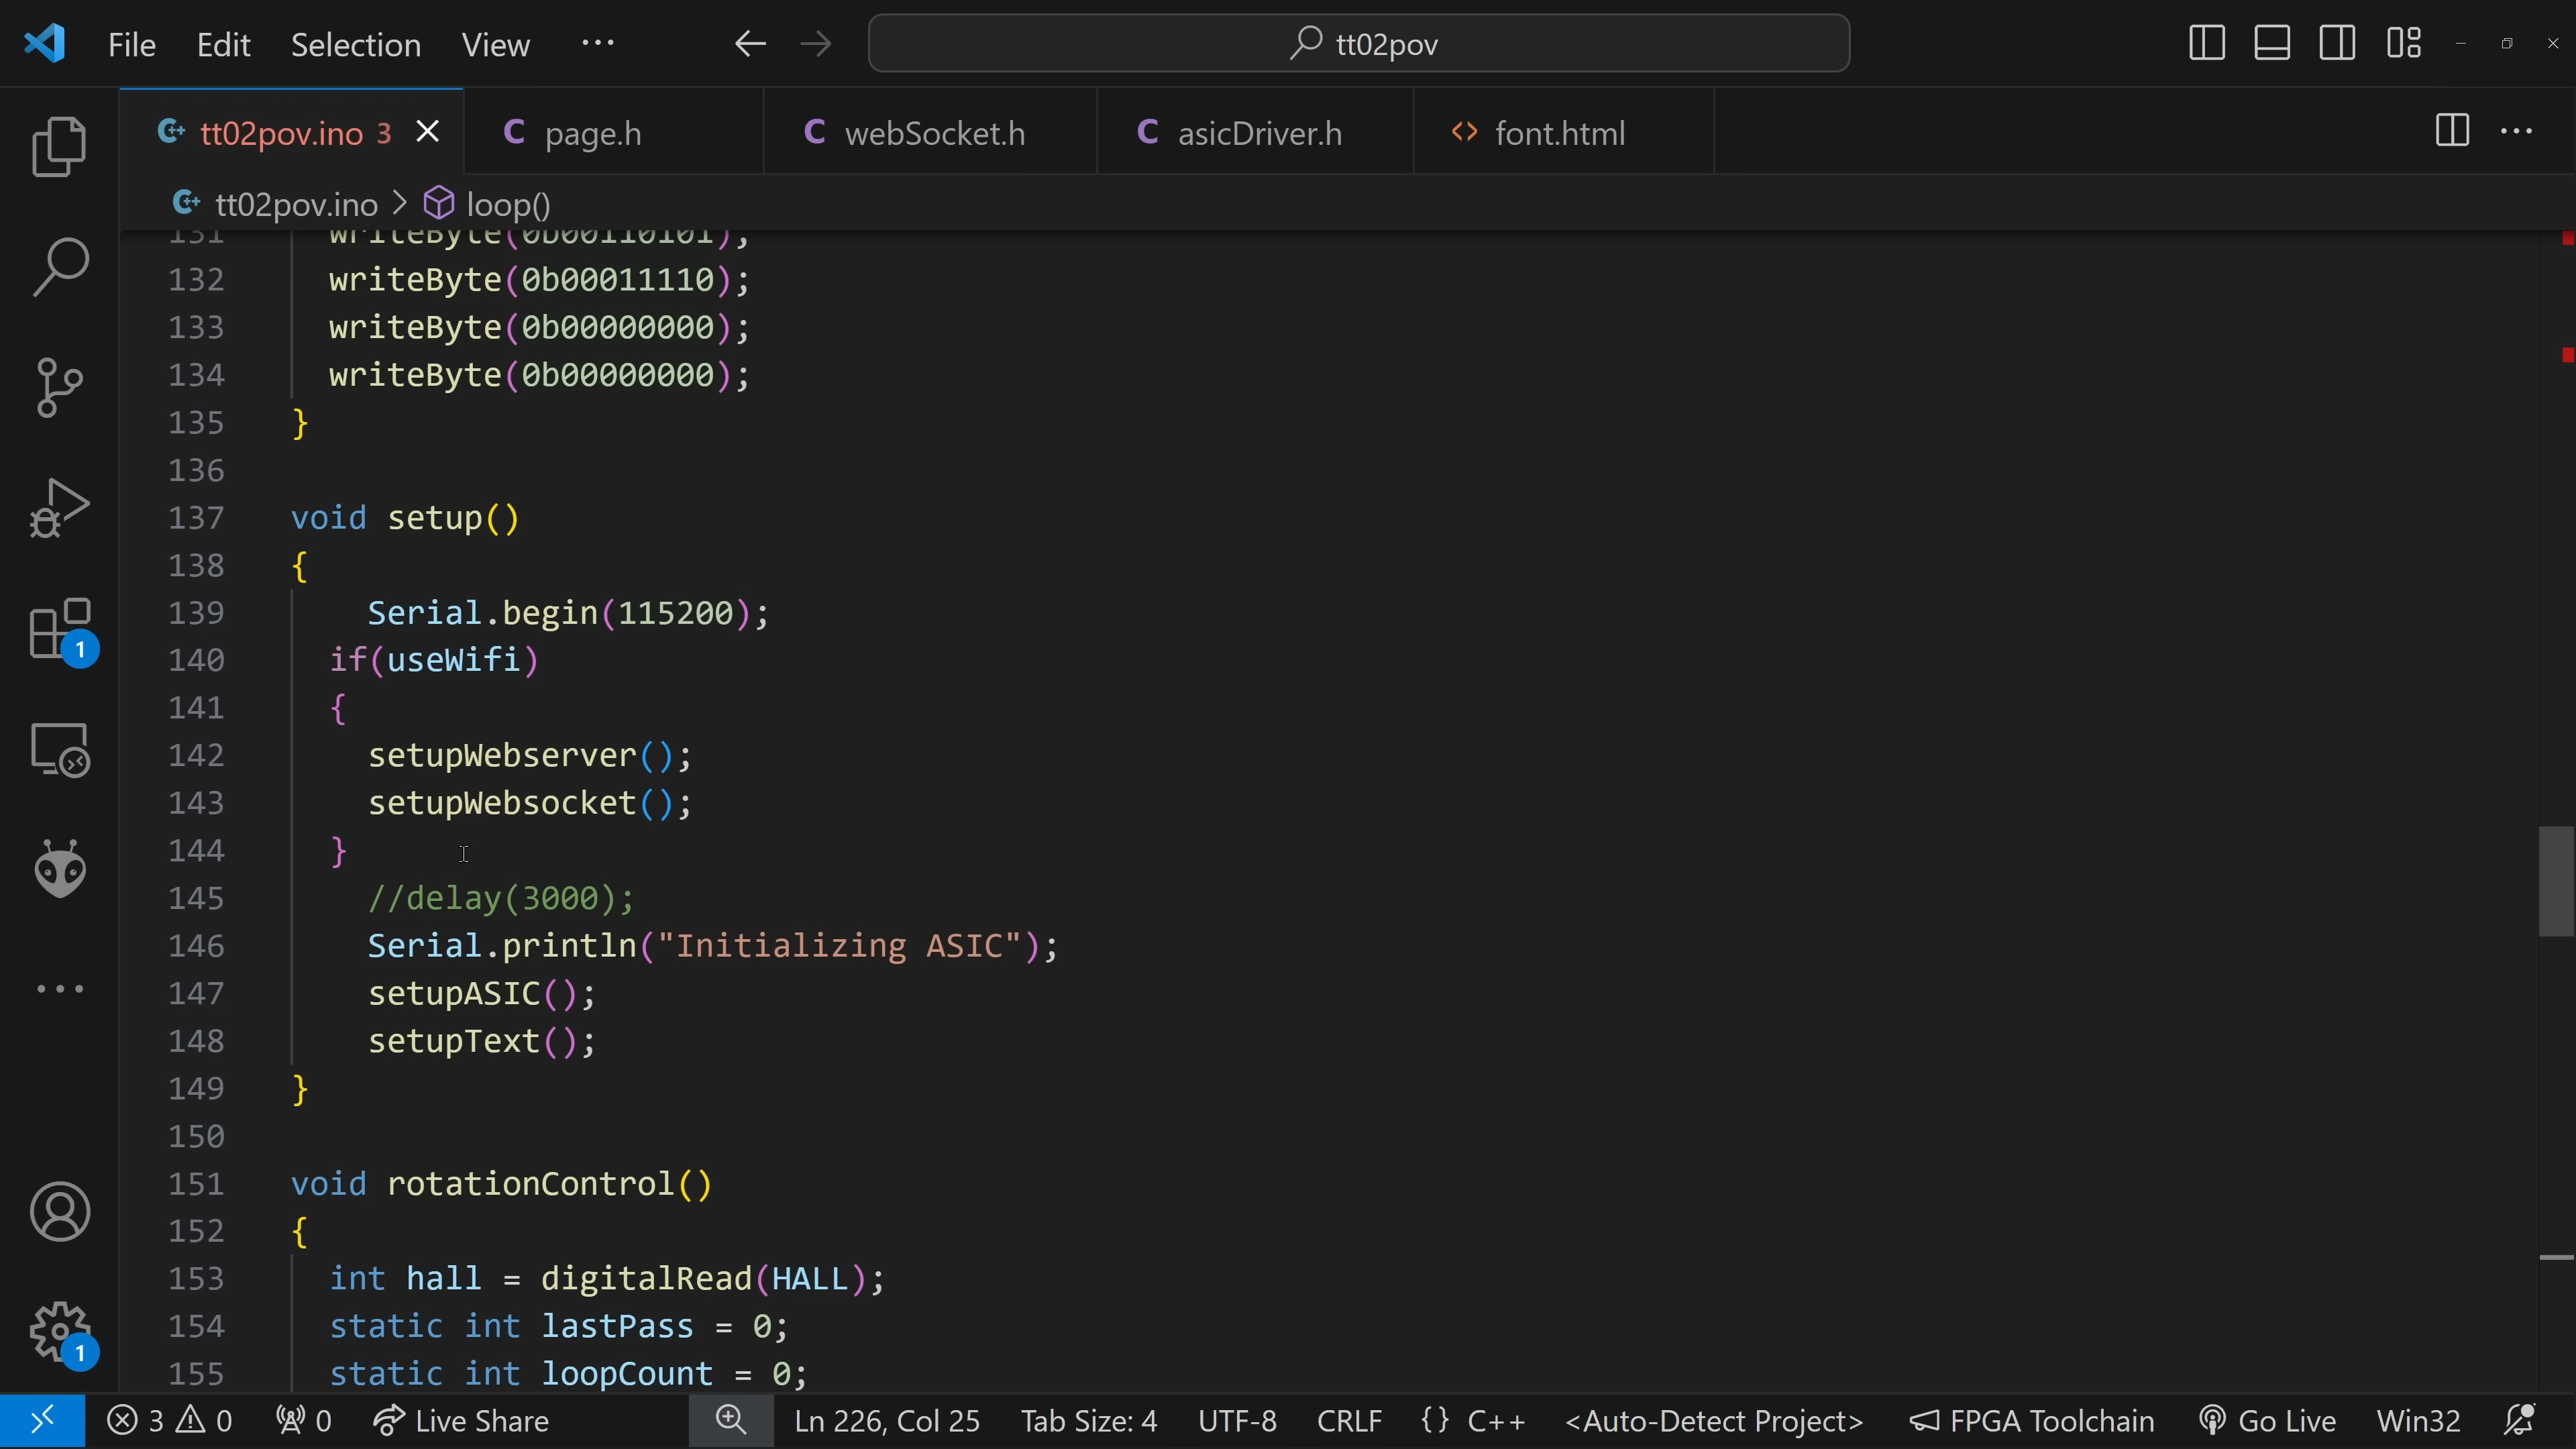 File Edit Selection View ··· tt02pov
tt02pov.ino 3 page.h webSocket.h asicDriver.h font.html
tt02pov.ino > loop()
131 writeByte(0b00110101);
132 writeByte(0b00011110);
133 writeByte(0b00000000);
134 writeByte(0b00000000);
135 }
136
137 void setup()
138 {
139 Serial.begin(115200);
140 if(useWifi)
141 {
142 setupWebserver();
143 setupWebsocket();
144 }
145 //delay(3000);
146 Serial.println("Initializing ASIC");
147 setupASIC();
148 setupText();
149 }
150
151 void rotationControl()
152 {
153 int hall = digitalRead(HALL);
154 static int lastPass = 0;
155 static int loopCount = 0;
1
1
3 0 0 Live Share Ln 226, Col 25 Tab Size: 4 UTF-8 CRLF {} C++ <Auto-Detect Project> FPGA Toolchain Go Live Win32